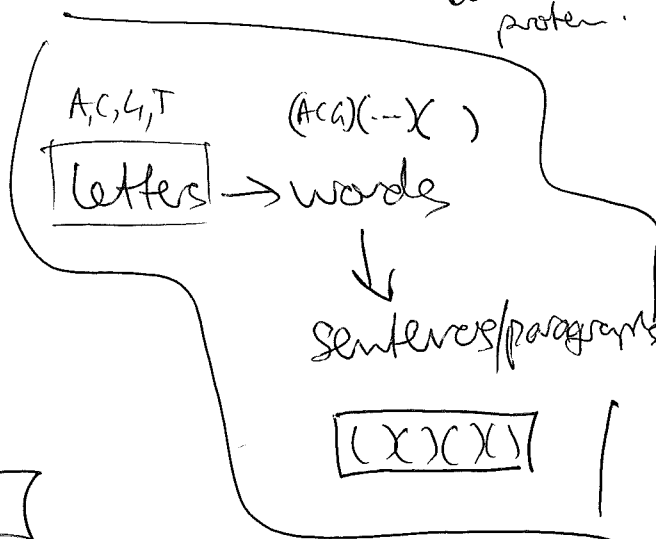 protein.
A,C,G,T
(ACG)(---)( )
letters → words
↓
sentences/paragraphs
( )( )( )( )